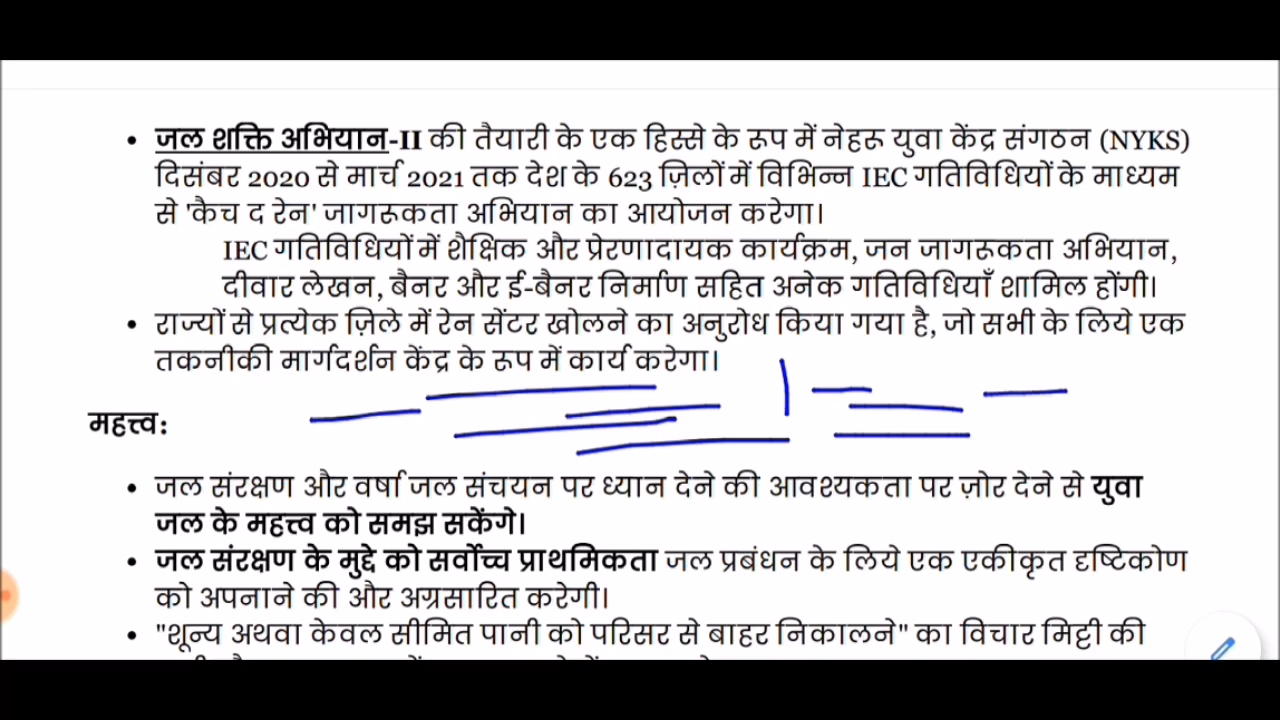 • जल शक्ति अभियान-II की तैयारी के एक हिस्से के रूप में नेहरू युवा केंद्र संगठन (NYKS)
दिसंबर 2020 से मार्च 2021 तक देश के 623 ज़िलों में विभिन्न IEC गतिविधियों के माध्यम
से 'कैच द रेन' जागरूकता अभियान का आयोजन करेगा।
IEC गतिविधियों में शैक्षिक और प्रेरणादायक कार्यक्रम, जन जागरूकता अभियान,
दीवार लेखन, बैनर और ई-बैनर निर्माण सहित अनेक गतिविधियाँ शामिल होंगी।
• राज्यों से प्रत्येक ज़िले में रेन सेंटर खोलने का अनुरोध किया गया है, जो सभी के लिये एक
तकनीकी मार्गदर्शन केंद्र के रूप में कार्य करेगा।
महत्त्व:
• जल संरक्षण और वर्षा जल संचयन पर ध्यान देने की आवश्यकता पर ज़ोर देने से युवा
जल के महत्त्व को समझ सकेंगे।
• जल संरक्षण के मुद्दे को सर्वोच्च प्राथमिकता जल प्रबंधन के लिये एक एकीकृत दृष्टिकोण
को अपनाने की और अग्रसारित करेगी।
• "शून्य अथवा केवल सीमित पानी को परिसर से बाहर निकालने" का विचार मिट्टी की